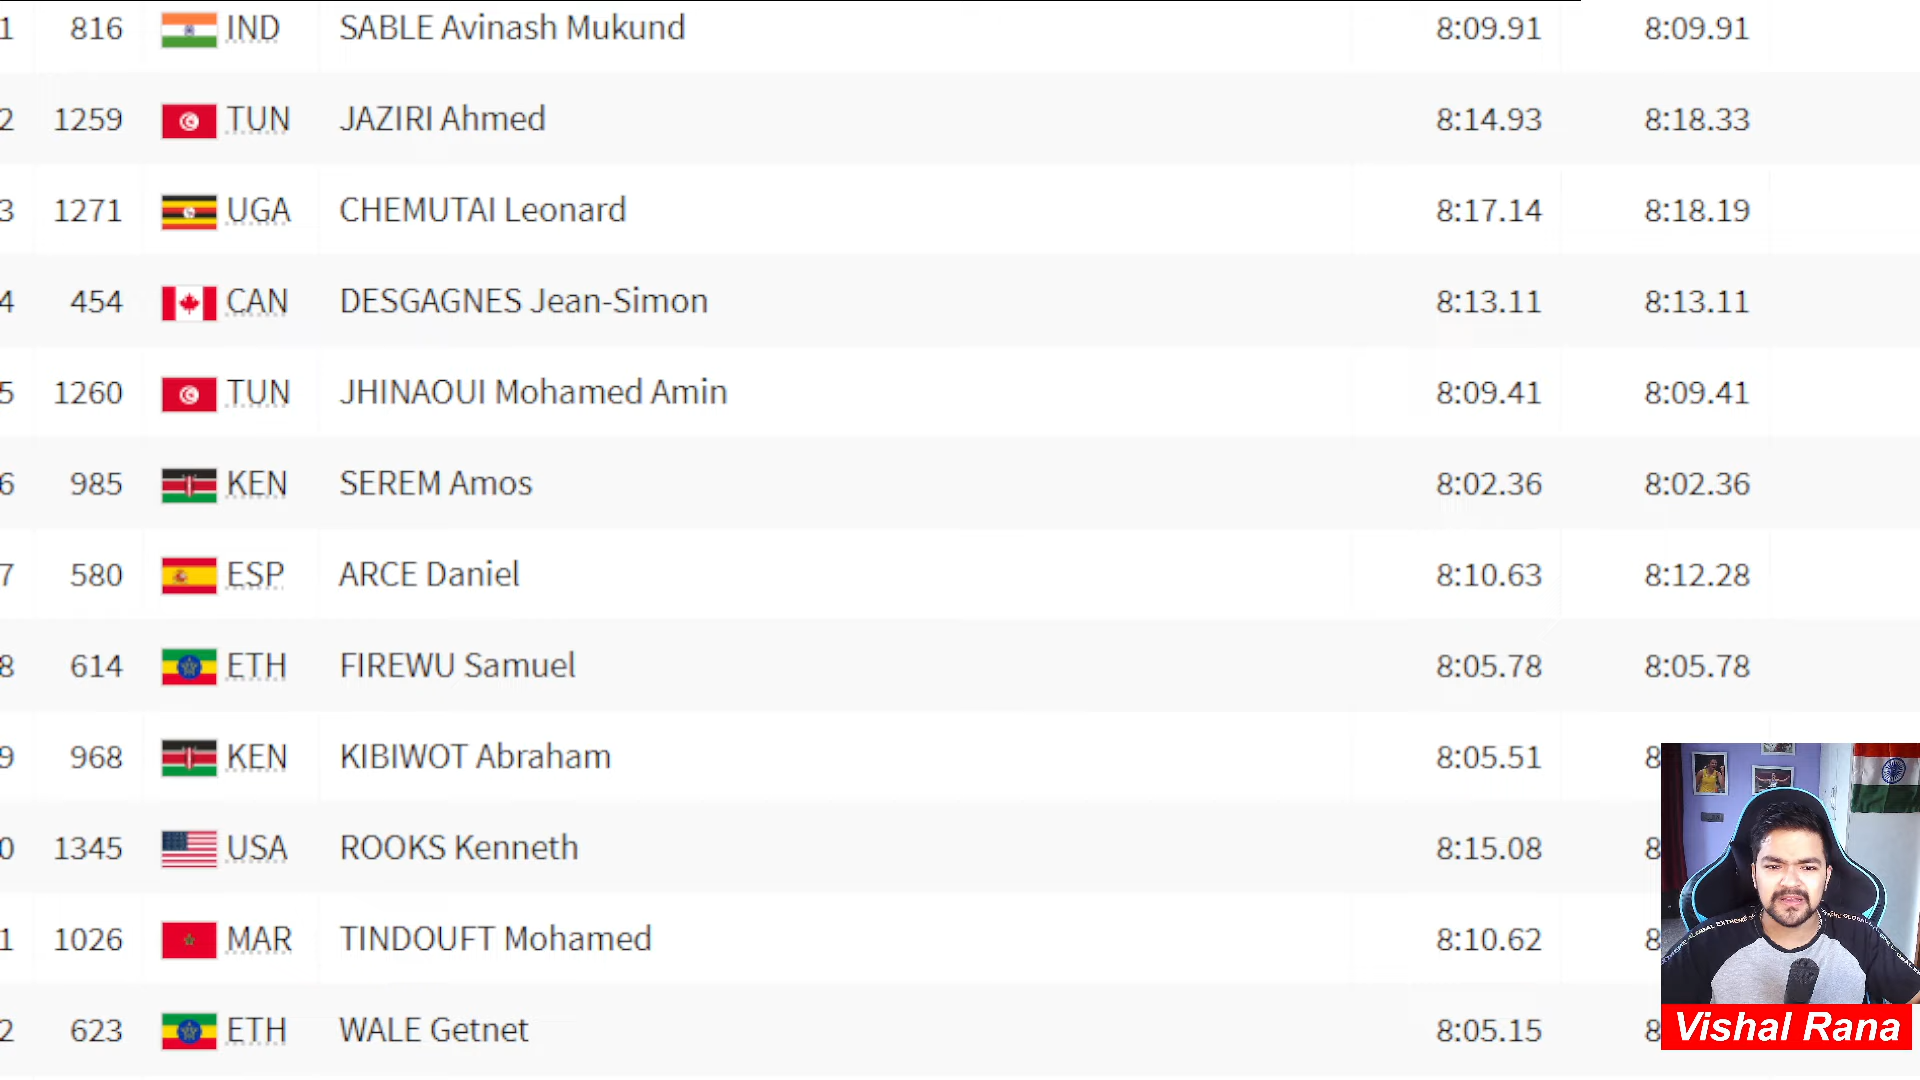 1 816 IND SABLE Avinash Mukund 8:09.91 8:09.91
2 1259 TUN JAZIRI Ahmed 8:14.93 8:18.33
3 1271 UGA CHEMUTAI Leonard 8:17.14 8:18.19
4 454 CAN DESGAGNES Jean-Simon 8:13.11 8:13.11
5 1260 TUN JHINAOUI Mohamed Amin 8:09.41 8:09.41
6 985 KEN SEREM Amos 8:02.36 8:02.36
7 580 ESP ARCE Daniel 8:10.63 8:12.28
8 614 ETH FIREWU Samuel 8:05.78 8:05.78
9 968 KEN KIBIWOT Abraham 8:05.51 8
0 1345 USA ROOKS Kenneth 8:15.08 8
1 1026 MAR TINDOUFT Mohamed 8:10.62 8
2 623 ETH WALE Getnet 8:05.15 8
Vishal Rana